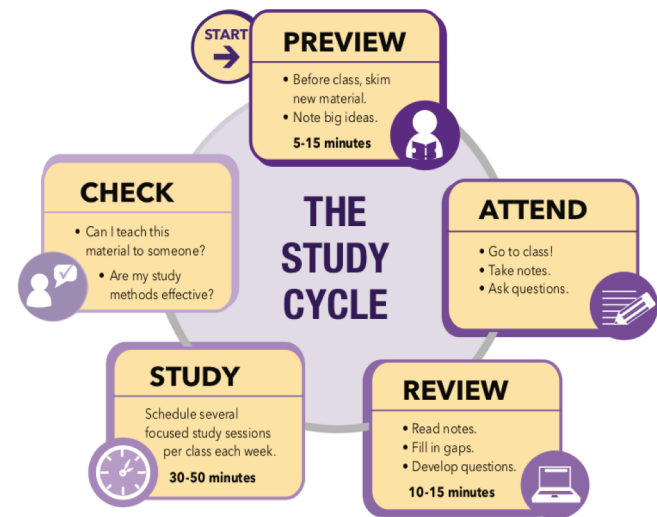 START
PREVIEW
• Before class, skim
new material.
• Note big ideas.
5-15 minutes
THE
STUDY
CYCLE
ATTEND
• Go to class!
• Take notes.
• Ask questions.
REVIEW
• Read notes.
• Fill in gaps.
• Develop questions.
10-15 minutes
STUDY
Schedule several
focused study sessions
per class each week.
30-50 minutes
CHECK
• Can I teach this
material to someone?
• Are my study
methods effective?